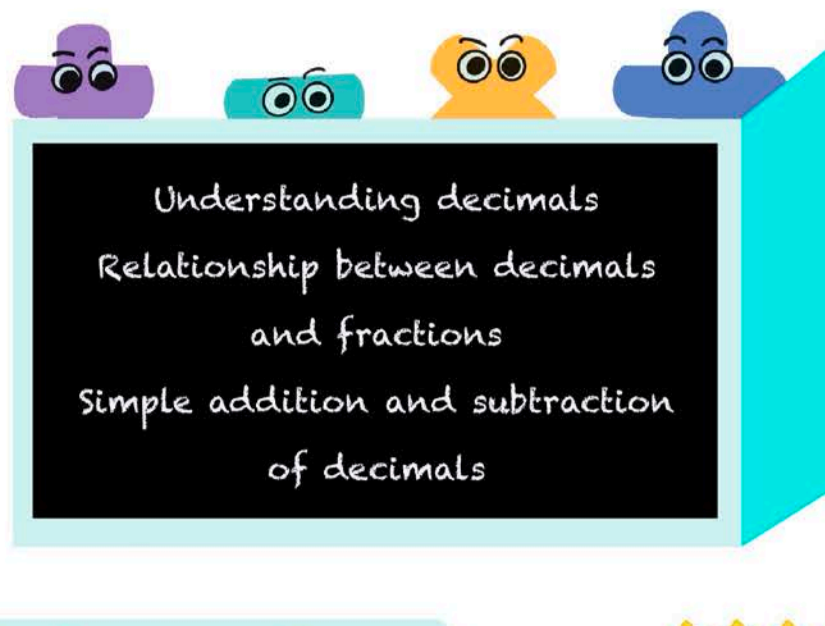 Understanding decimals
Relationship between decimals
and fractions
Simple addition and subtraction
of decimals